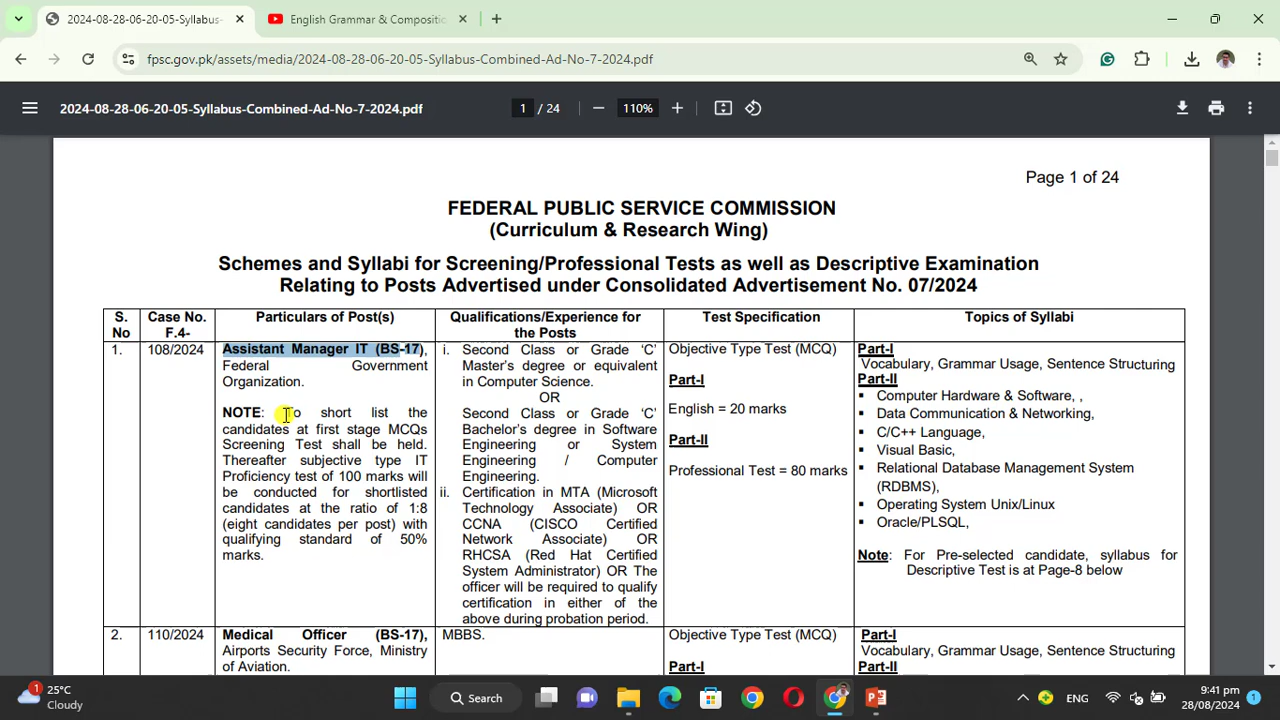 2024-08-28-06-20-05-Syllabus-
English Grammar & Compositio
fpsc.gov.pk/assets/media/2024-08-28-06-20-05-Syllabus-Combined-Ad-No-7-2024.pdf
2024-08-28-06-20-05-Syllabus-Combined-Ad-No-7-2024.pdf
1 / 24
110%
Page 1 of 24
FEDERAL PUBLIC SERVICE COMMISSION
(Curriculum & Research Wing)
Schemes and Syllabi for Screening/Professional Tests as well as Descriptive Examination
Relating to Posts Advertised under Consolidated Advertisement No. 07/2024
S. No
Case No. F.4-
Particulars of Post(s)
Qualifications/Experience for
the Posts
Test Specification
Topics of Syllabi
1.
108/2024
Assistant Manager IT (BS-17),
Federal Government
Organization.
NOTE: To short list the
candidates at first stage MCQs
Screening Test shall be held.
Thereafter subjective type IT
Proficiency test of 100 marks will
be conducted for shortlisted
candidates at the ratio of 1:8
(eight candidates per post) with
qualifying standard of 50%
marks.
i. Second Class or Grade ‘C’
Master’s degree or equivalent
in Computer Science.
OR
Second Class or Grade ‘C’
Bachelor’s degree in Software
Engineering or System
Engineering / Computer
Engineering.
ii. Certification in MTA (Microsoft
Technology Associate) OR
CCNA (CISCO Certified
Network Associate) OR
RHCSA (Red Hat Certified
System Administrator) OR The
officer will be required to qualify
certification in either of the
above during probation period.
Objective Type Test (MCQ)
Part-I
English = 20 marks
Part-II
Professional Test = 80 marks
Part-I
Vocabulary, Grammar Usage, Sentence Structuring
Part-II
▪ Computer Hardware & Software, ,
▪ Data Communication & Networking,
▪ C/C++ Language,
▪ Visual Basic,
▪ Relational Database Management System
(RDBMS),
▪ Operating System Unix/Linux
▪ Oracle/PLSQL,
Note: For Pre-selected candidate, syllabus for
Descriptive Test is at Page-8 below
2.
110/2024
Medical Officer (BS-17),
Airports Security Force, Ministry
of Aviation.
MBBS.
Objective Type Test (MCQ)
Part-I
Part-I
Vocabulary, Grammar Usage, Sentence Structuring
Part-II
1
25°C
Cloudy
Search
ENG
9:41 pm
28/08/2024
1